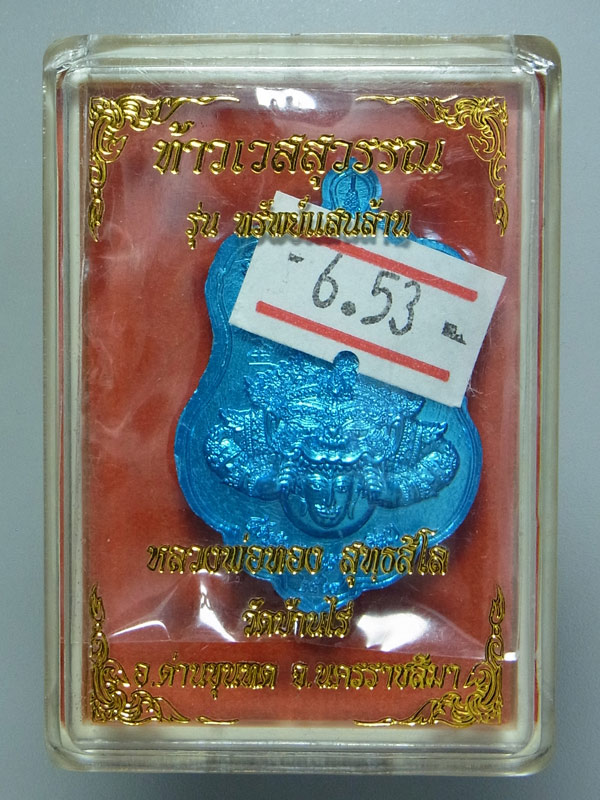 ท้าวเวสสุวรรณ
รุ่น ทรัพย์แสนล้าน
6.53
หลวงพ่อทอง สุทฺธสีโล
วัดบ้านไร่
อ.ด่านขุนทด จ.นครราชสีมา